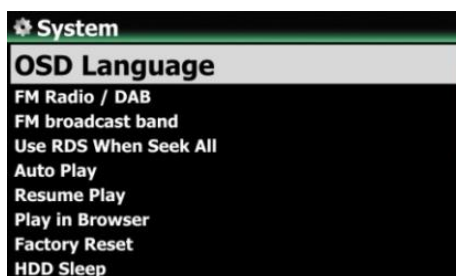 System
OSD Language
FM Radio / DAB
FM broadcast band
Use RDS When Seek All
Auto Play
Resume Play
Play in Browser
Factory Reset
HDD Sleep